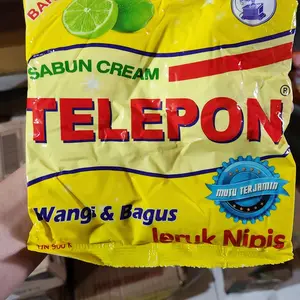 SABUN CREAM
TELEPON®
MUTU TERJAMIN
Wangi & Bagus
Jeruk Nipis